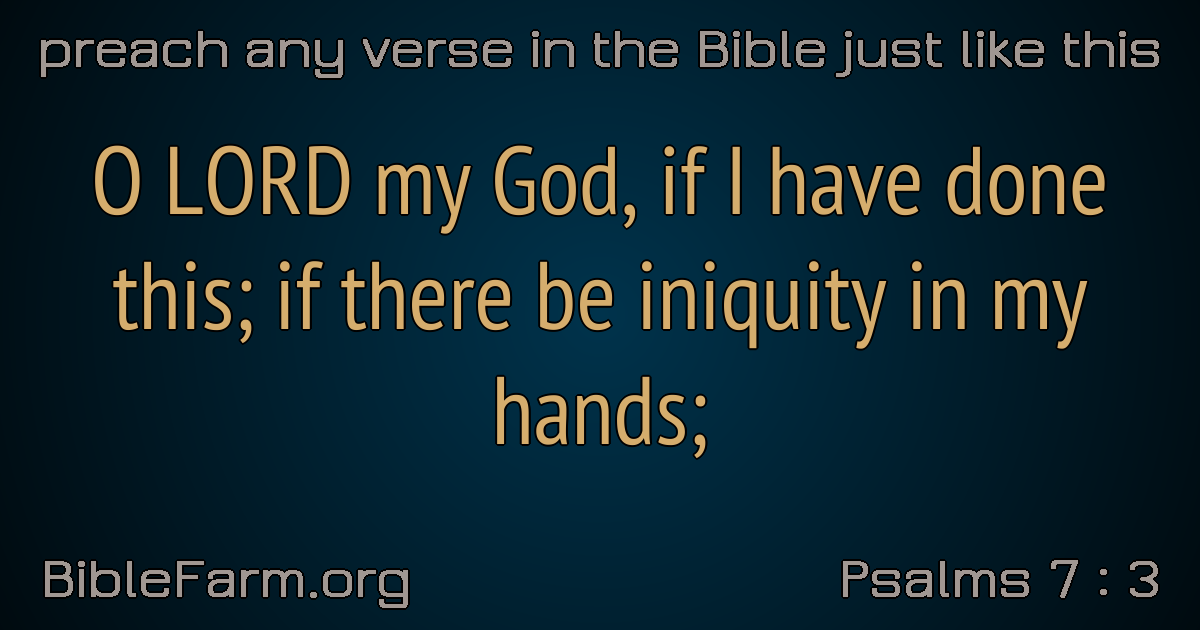 preach any verse in the Bible just like this
O LORD my God, if I have done
this; if there be iniquity in my
hands;
BibleFarm.org
Psalms 7 : 3